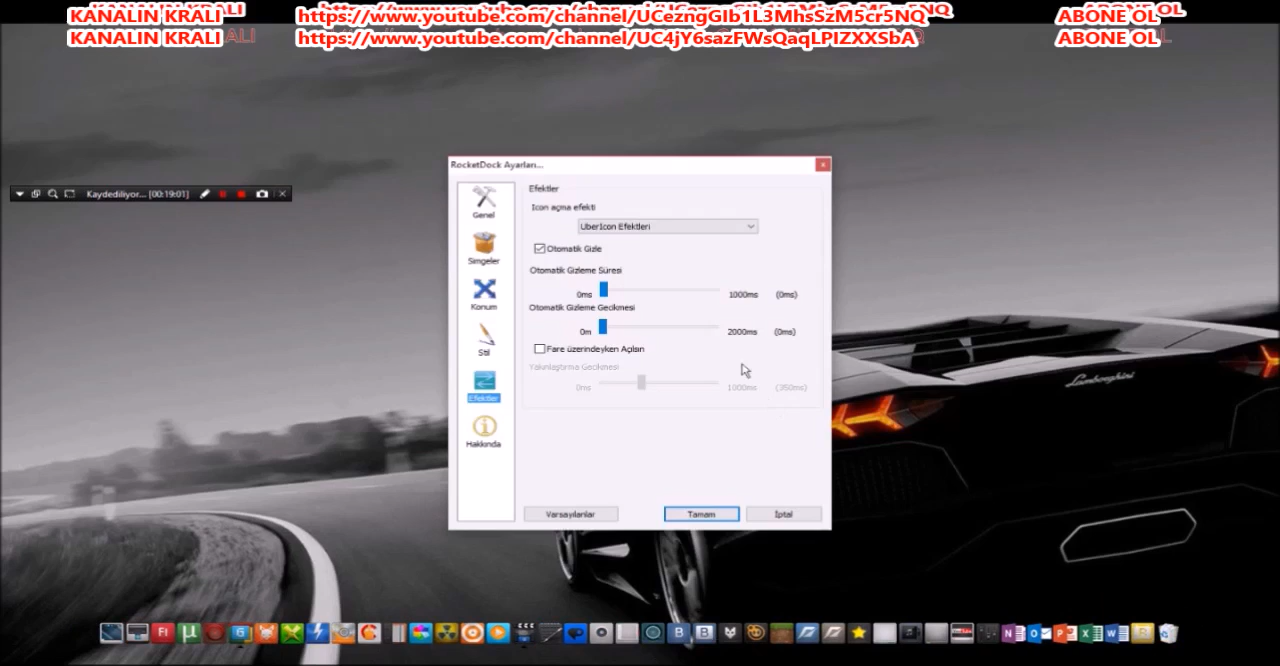 KANALIN KRALI https://www.youtube.com/channel/UCezngGIb1L3MhsSzM5cr5NQ ABONE OL
KANALIN KRALI https://www.youtube.com/channel/UC4jY6sazFWsQaqLPIZXXSbA ABONE OL
RocketDock Ayarları...
Kaydediliyor... [00:19:01]
Genel
Simgeler
Konum
Stil
Efektler
Hakkında
Efektler
Icon açma efekti
UberIcon Efektleri
Otomatik Gizle
Otomatik Gizleme Süresi
0ms 1000ms (0ms)
Otomatik Gizleme Gecikmesi
0m 2000ms (0ms)
Fare üzerindeyken Açılsın
Yakınlaştırma Gecikmesi
0ms 1000ms (350ms)
Varsayılanlar Tamam İptal
Lamborghini